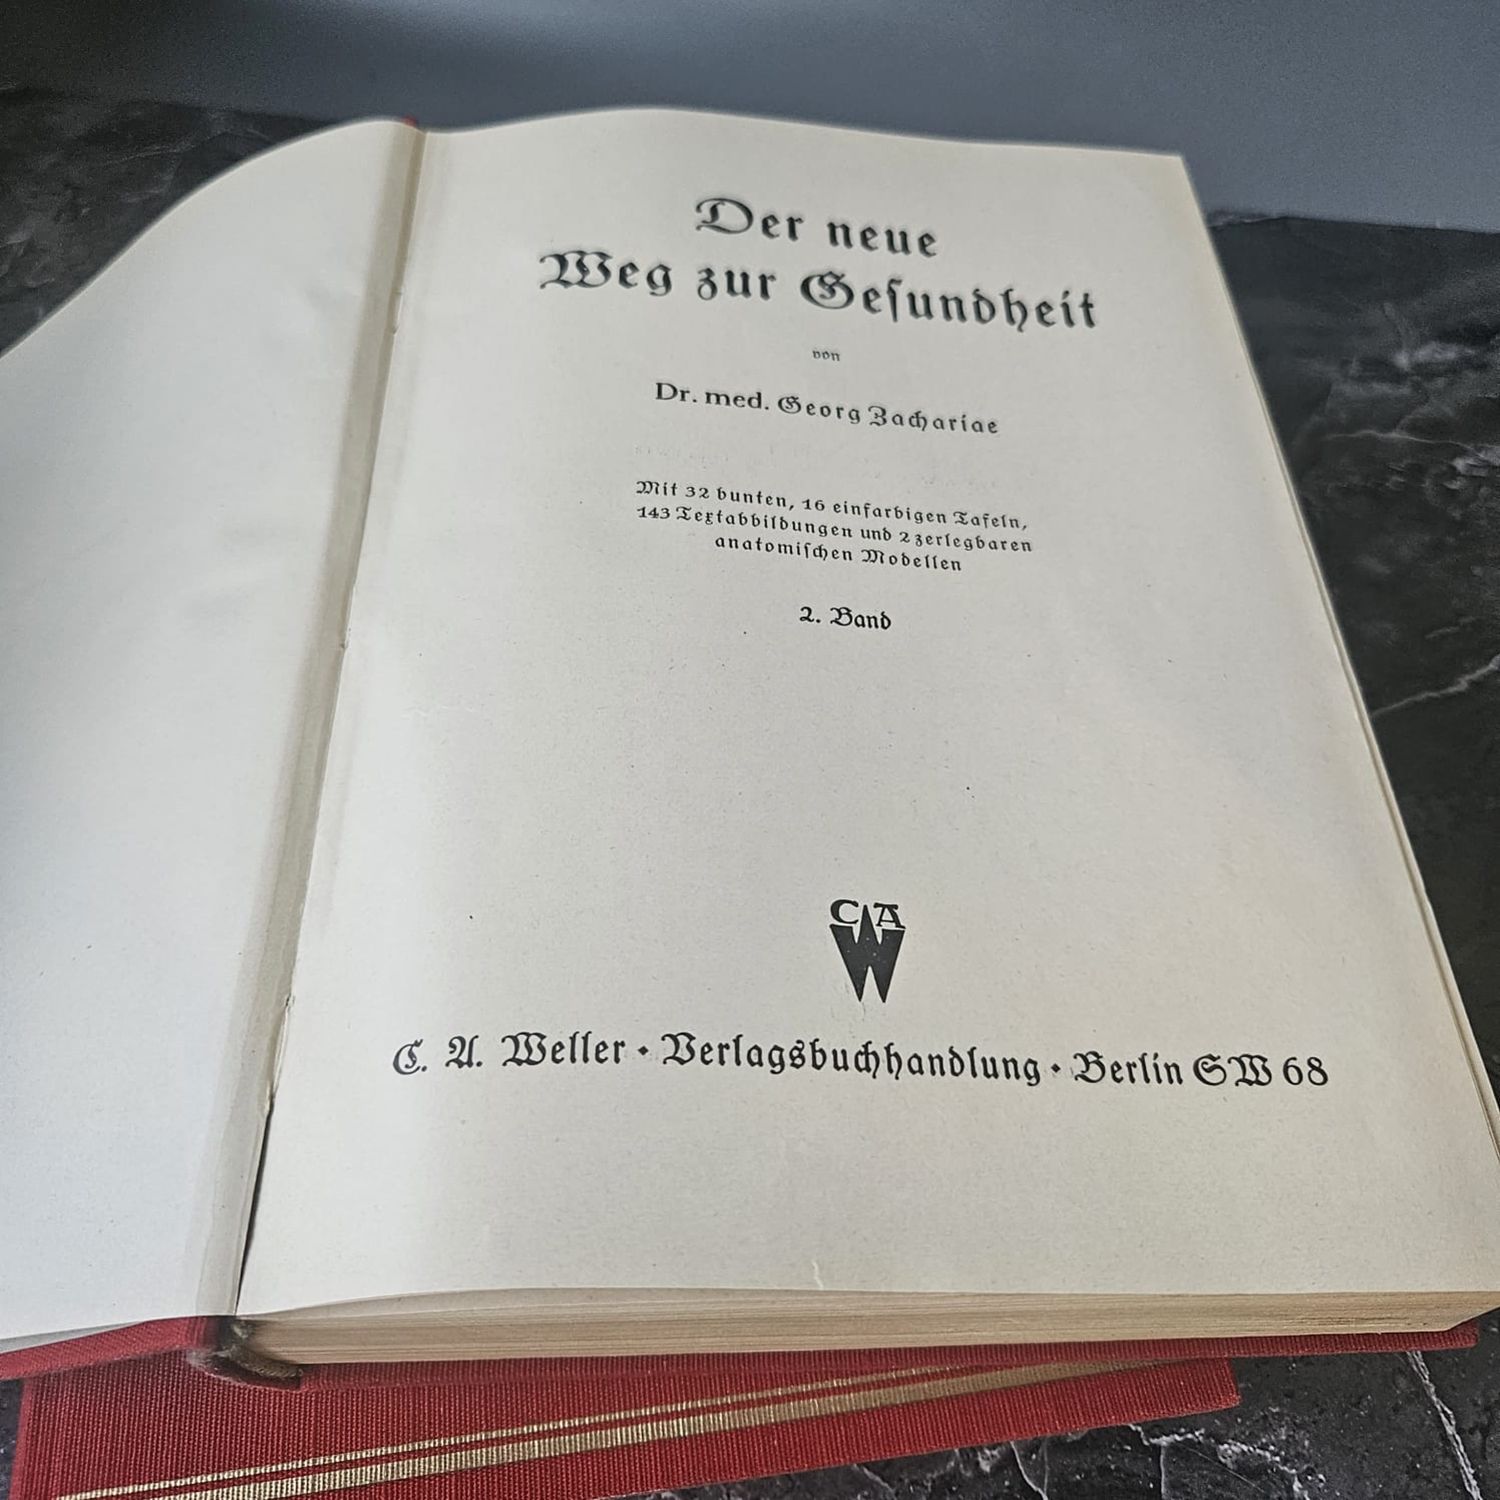 Der neue
Weg zur Geſundheit
von
Dr. med. Georg Zachariae
Mit 32 bunten, 16 einfarbigen Tafeln,
143 Textabbildungen und 2 zerlegbaren
anatomiſchen Modellen
2. Band
CAW
C. A. Weller · Verlagsbuchhandlung · Berlin SW 68